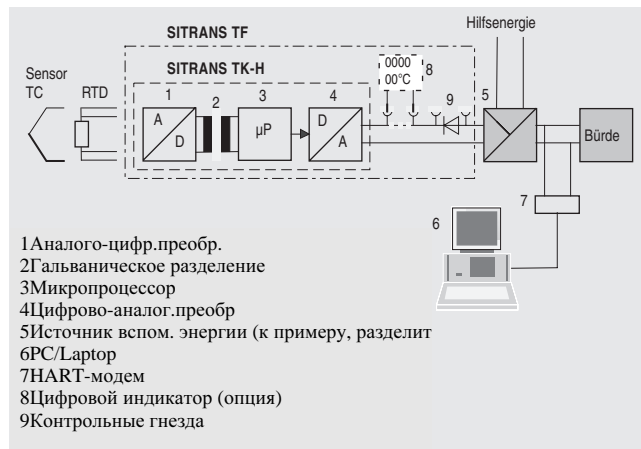 Hilfsenergie
SITRANS TF
SITRANS TK-H
0000
00°C
8
Sensor
TC
RTD
1
2
3
4
9
5
A
D
µP
D
A
Bürde
7
6
1Аналого-цифр.преобр.
2Гальваническое разделение
3Микропроцессор
4Цифрово-аналог.преобр
5Источник вспом. энергии (к примеру, разделит
6PC/Laptop
7HART-модем
8Цифровой индикатор (опция)
9Контрольные гнезда